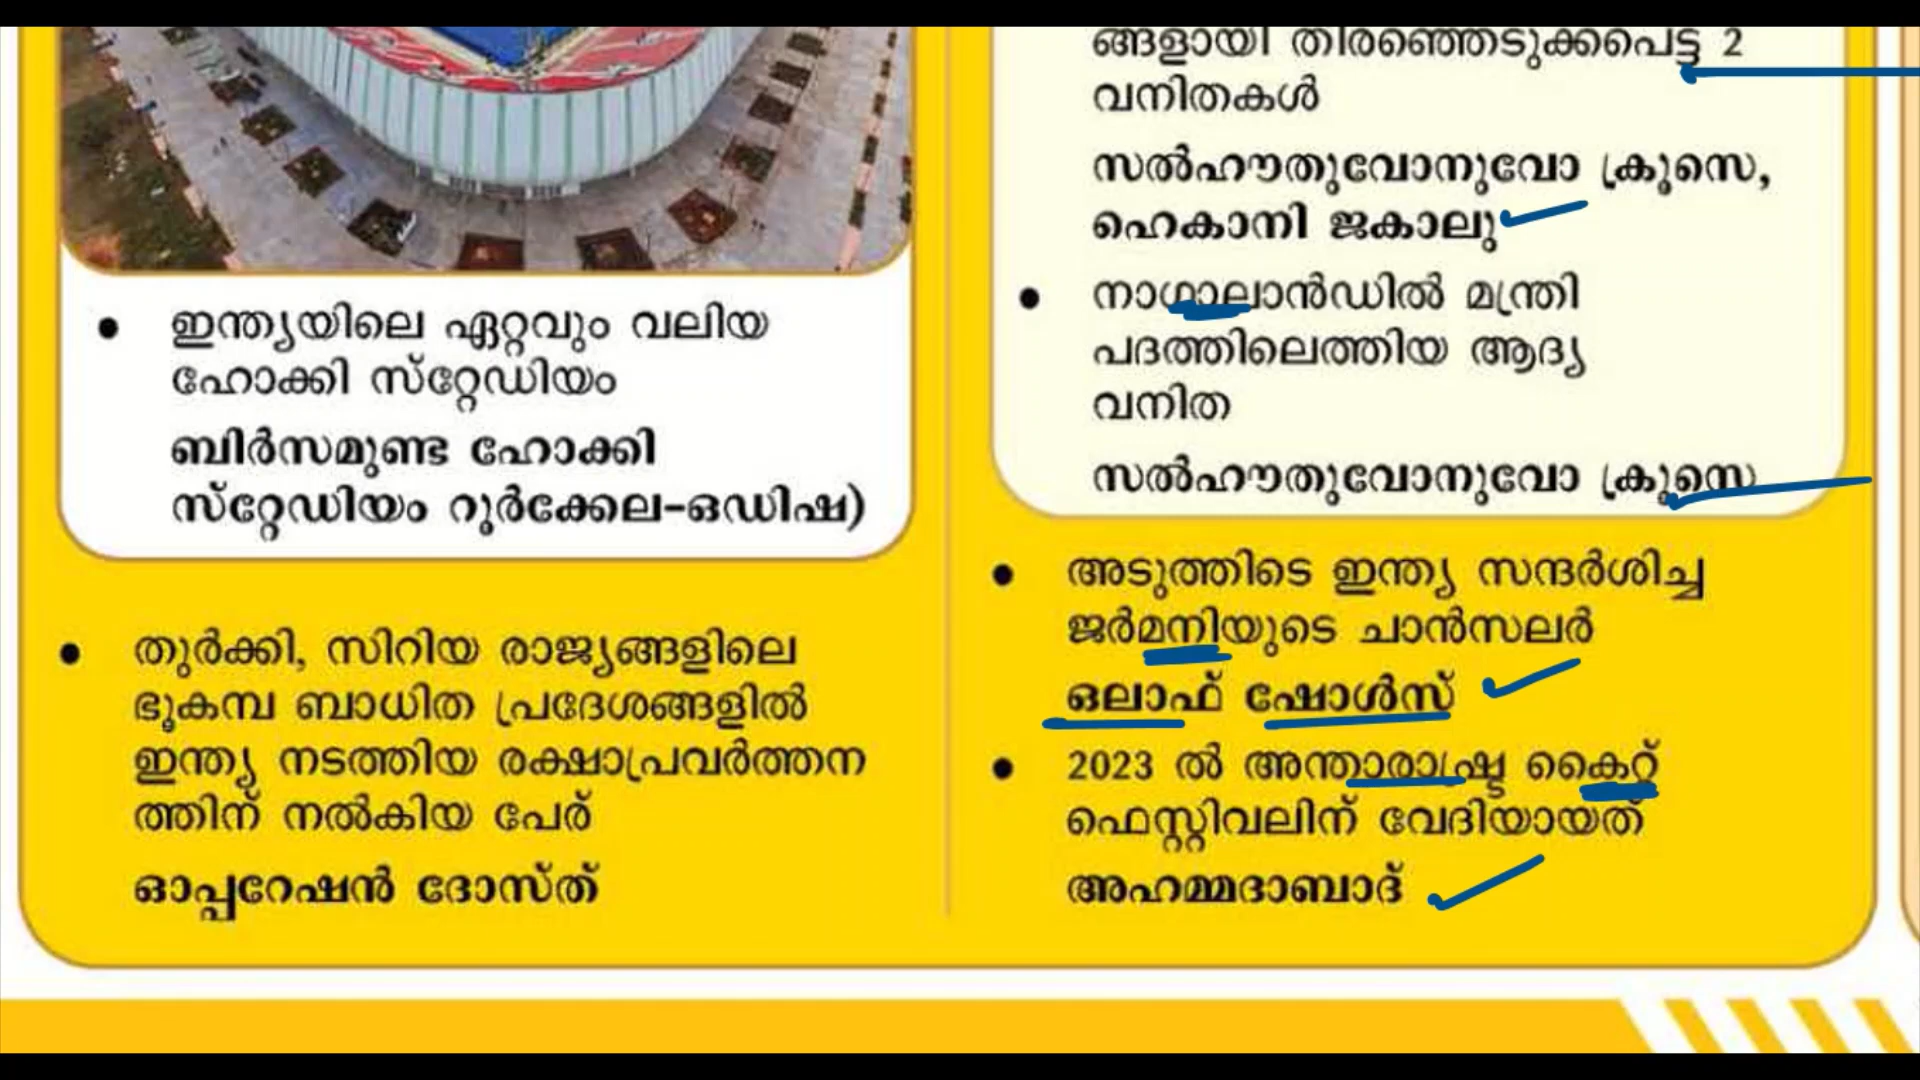 ഇന്ത്യയിലെ ഏറ്റവും വലിയ
ഹോക്കി സ്റ്റേഡിയം
ബിർസമുണ്ട ഹോക്കി
സ്റ്റേഡിയം റൂർക്കേല-ഒഡിഷ)
തുർക്കി, സിറിയ രാജ്യങ്ങളിലെ
ഭൂകമ്പ ബാധിത പ്രദേശങ്ങളിൽ
ഇന്ത്യ നടത്തിയ രക്ഷാപ്രവർത്തന
ത്തിന് നൽകിയ പേര്
ഓപ്പറേഷൻ ദോസ്ത്
ങ്ങളായി തിരഞ്ഞെടുക്കപെട്ട 2
വനിതകൾ
സൽഹൗതുവോനുവോ ക്രൂസെ,
ഹെകാനി ജകാലു
നാഗാലാൻഡിൽ മന്ത്രി
പദത്തിലെത്തിയ ആദ്യ
വനിത
സൽഹൗതുവോനുവോ ക്രൂസെ
അടുത്തിടെ ഇന്ത്യ സന്ദർശിച്ച
ജർമനിയുടെ ചാൻസലർ
ഒലാഫ് ഷോൾസ്
2023 ൽ അന്താരാഷ്ട്ര കൈറ്റ്
ഫെസ്റ്റിവലിന് വേദിയായത്
അഹമ്മദാബാദ്